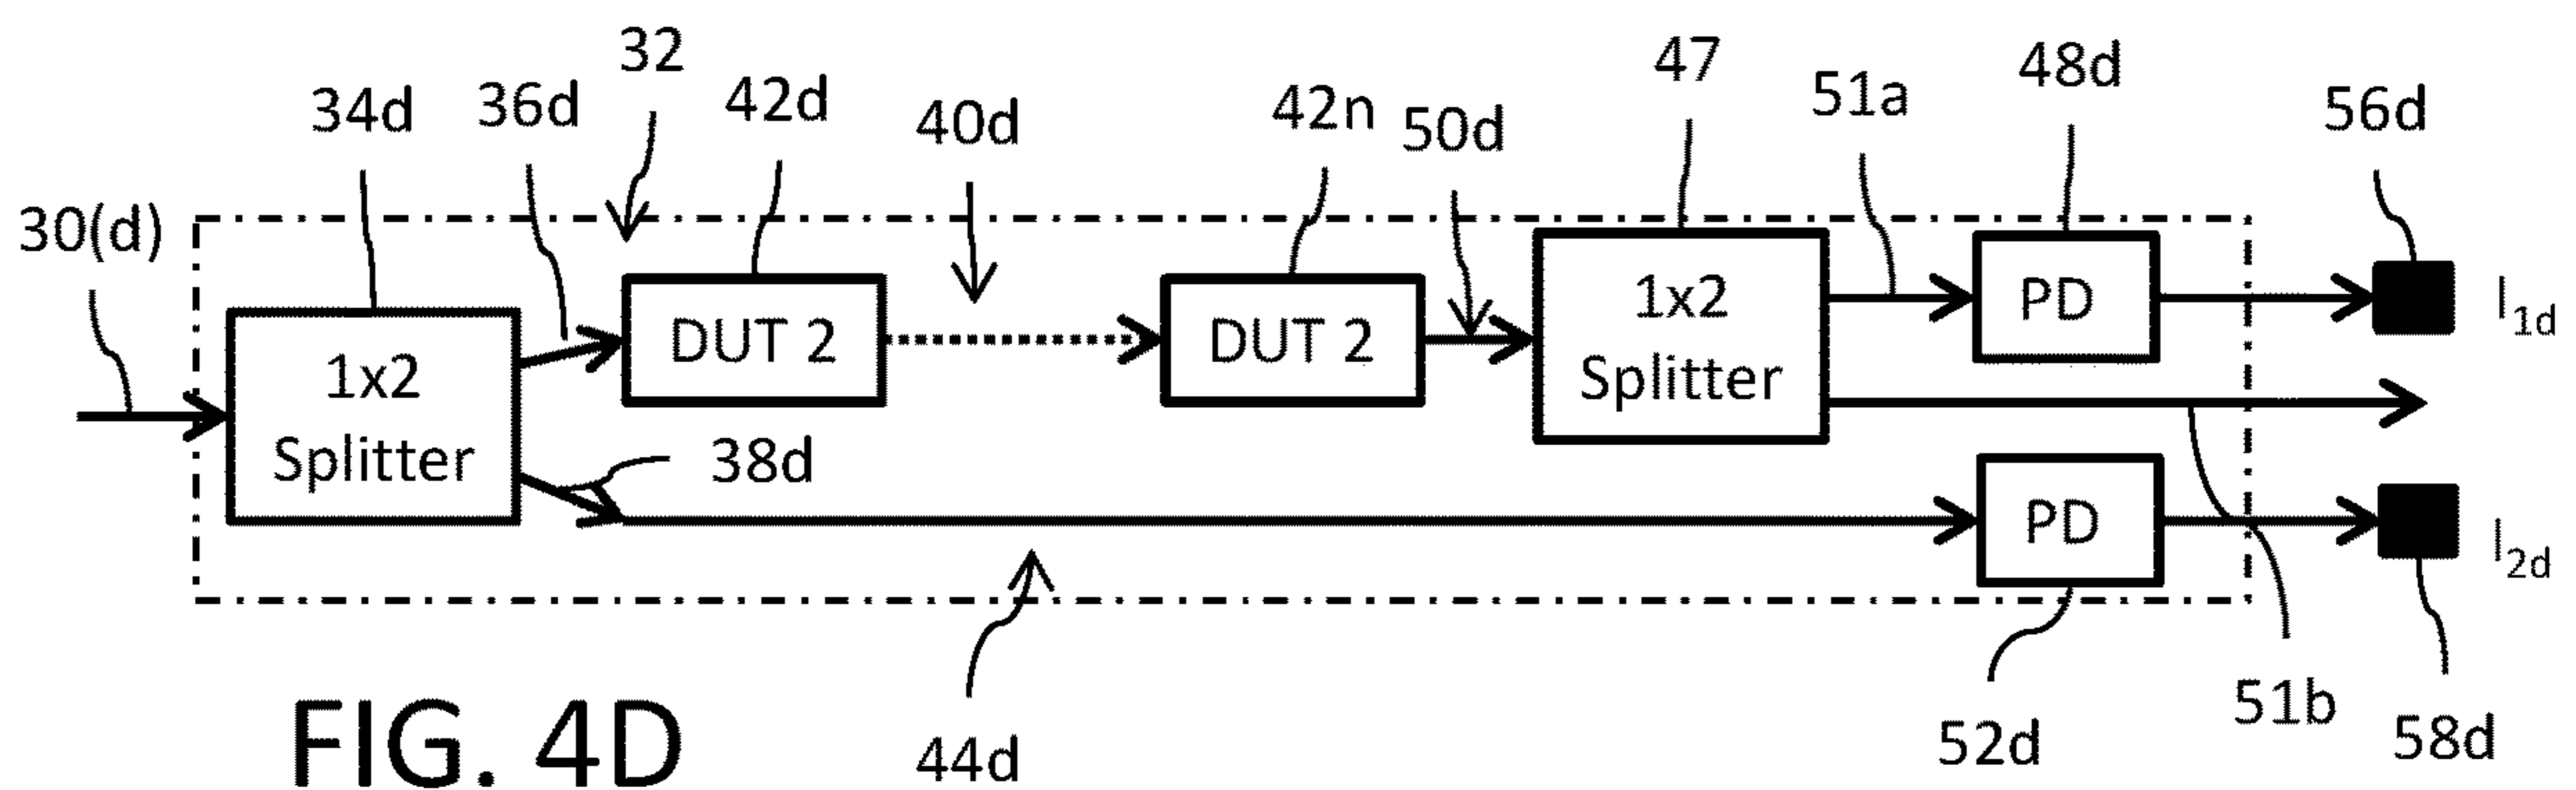 32
47
48d
34d
36d
42d
40d
42n
50d
51a
56d
30(d)
1x2
Splitter
DUT 2
DUT 2
1x2
Splitter
PD
I1d
38d
PD
I2d
FIG. 4D
44d
52d
51b
58d